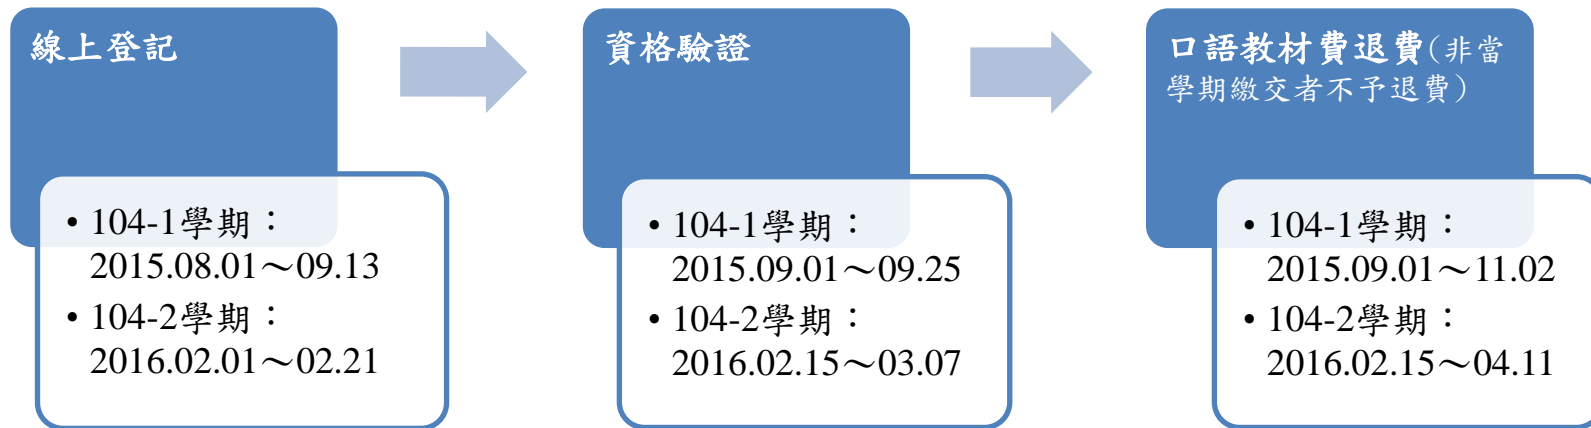 線上登記
• 104-1學期：
2015.08.01～09.13
• 104-2學期：
2016.02.01～02.21
資格驗證
• 104-1學期：
2015.09.01～09.25
• 104-2學期：
2016.02.15～03.07
口語教材費退費(非當
學期繳交者不予退費)
• 104-1學期：
2015.09.01～11.02
• 104-2學期：
2016.02.15～04.11